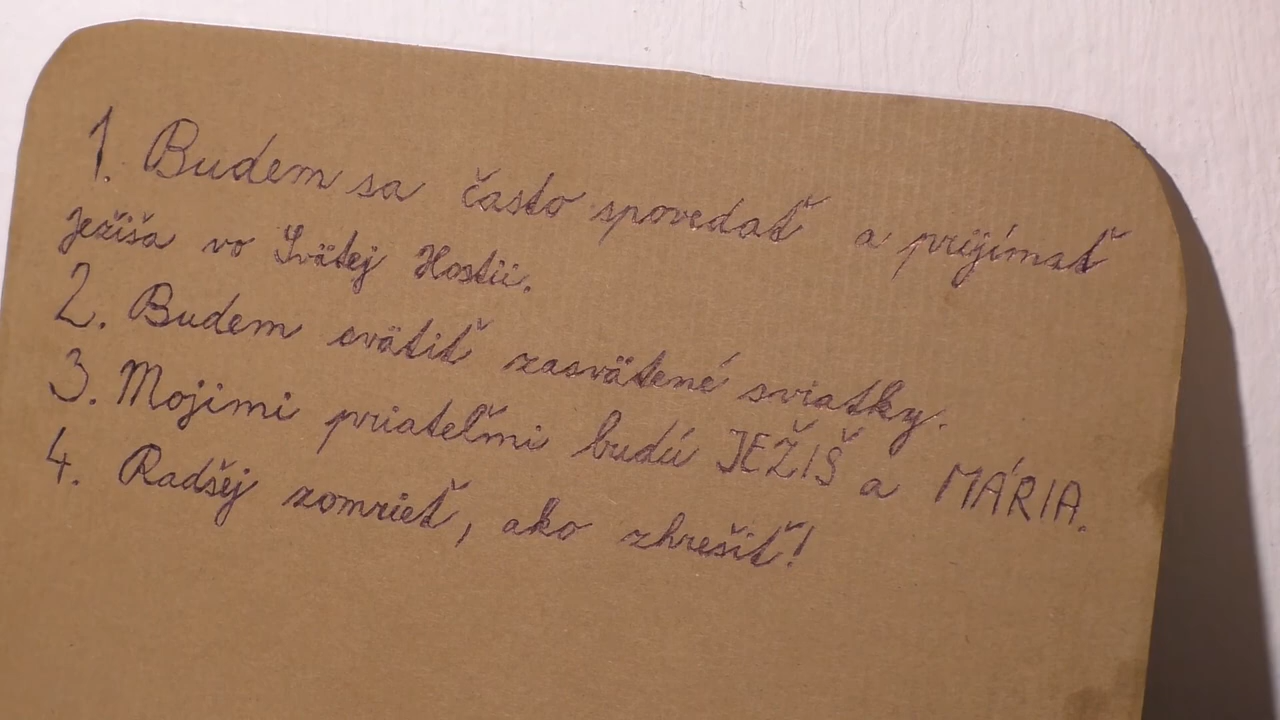 1. Budem sa často spovedať a prijímať
Ježiša vo Svätej Hostii.
2. Budem svätiť zasvätené sviatky.
3. Mojimi priateľmi budú JEŽIŠ a MÁRIA.
4. Radšej zomrieť, ako zhrešiť!